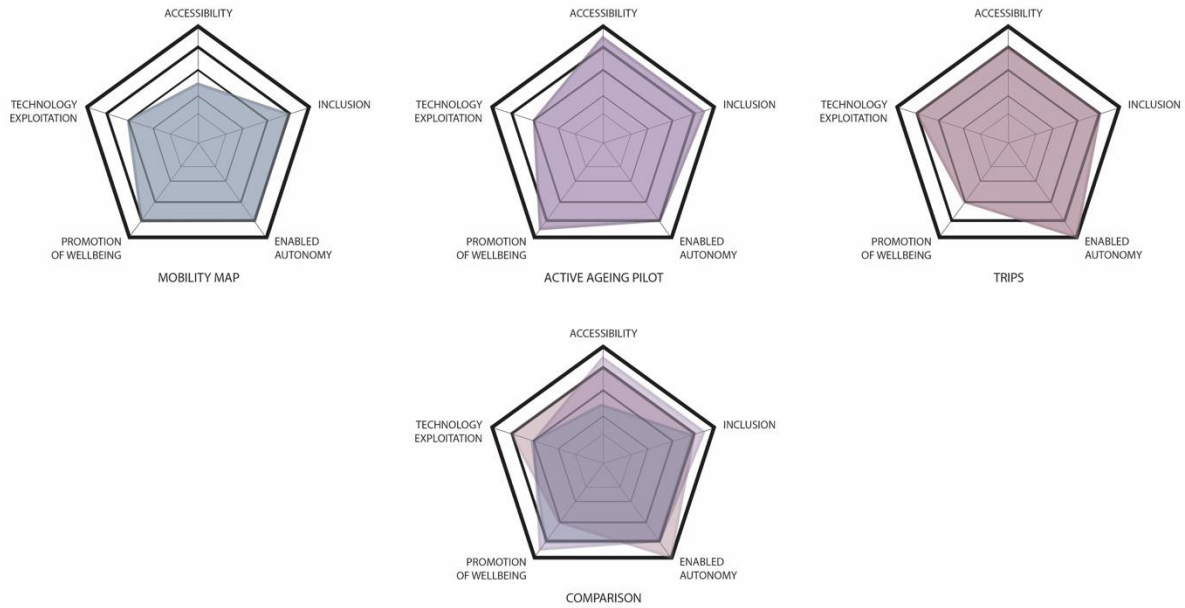 ACCESSIBILITY
TECHNOLOGY
EXPLOITATION
INCLUSION
PROMOTION
OF WELLBEING
ENABLED
AUTONOMY
MOBILITY MAP
ACCESSIBILITY
TECHNOLOGY
EXPLOITATION
INCLUSION
PROMOTION
OF WELLBEING
ENABLED
AUTONOMY
ACTIVE AGEING PILOT
ACCESSIBILITY
TECHNOLOGY
EXPLOITATION
INCLUSION
PROMOTION
OF WELLBEING
ENABLED
AUTONOMY
TRIPS
ACCESSIBILITY
TECHNOLOGY
EXPLOITATION
INCLUSION
PROMOTION
OF WELLBEING
ENABLED
AUTONOMY
COMPARISON